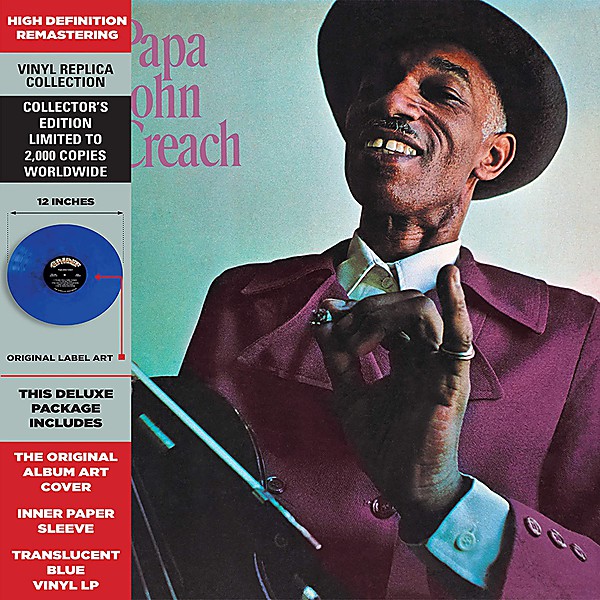 HIGH DEFINITION
REMASTERING
VINYL REPLICA
COLLECTION
COLLECTOR'S
EDITION
LIMITED TO
2,000 COPIES
WORLDWIDE
12 INCHES
ORIGINAL LABEL ART
THIS DELUXE
PACKAGE
INCLUDES
THE ORIGINAL
ALBUM ART
COVER
INNER PAPER
SLEEVE
TRANSLUCENT
BLUE
VINYL LP
Papa
John
Creach